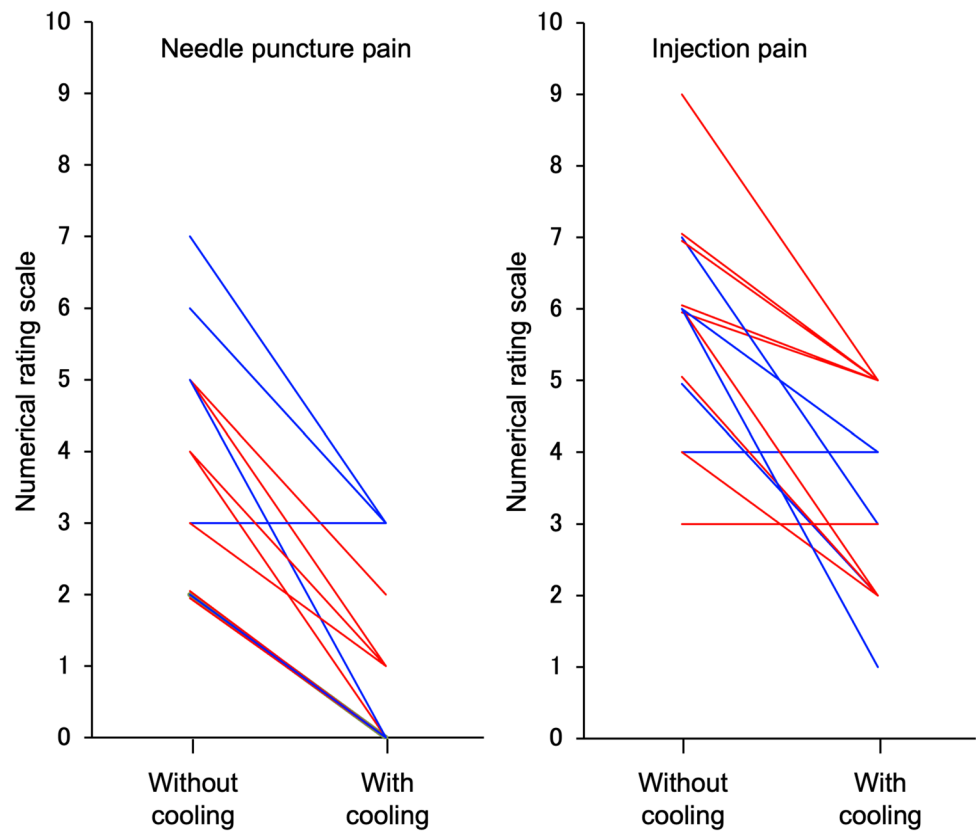 Needle puncture pain
Numerical rating scale
10
9
8
7
6
5
4
3
2
1
0
Without
cooling
With
cooling
Injection pain
Numerical rating scale
10
9
8
7
6
5
4
3
2
1
0
Without
cooling
With
cooling